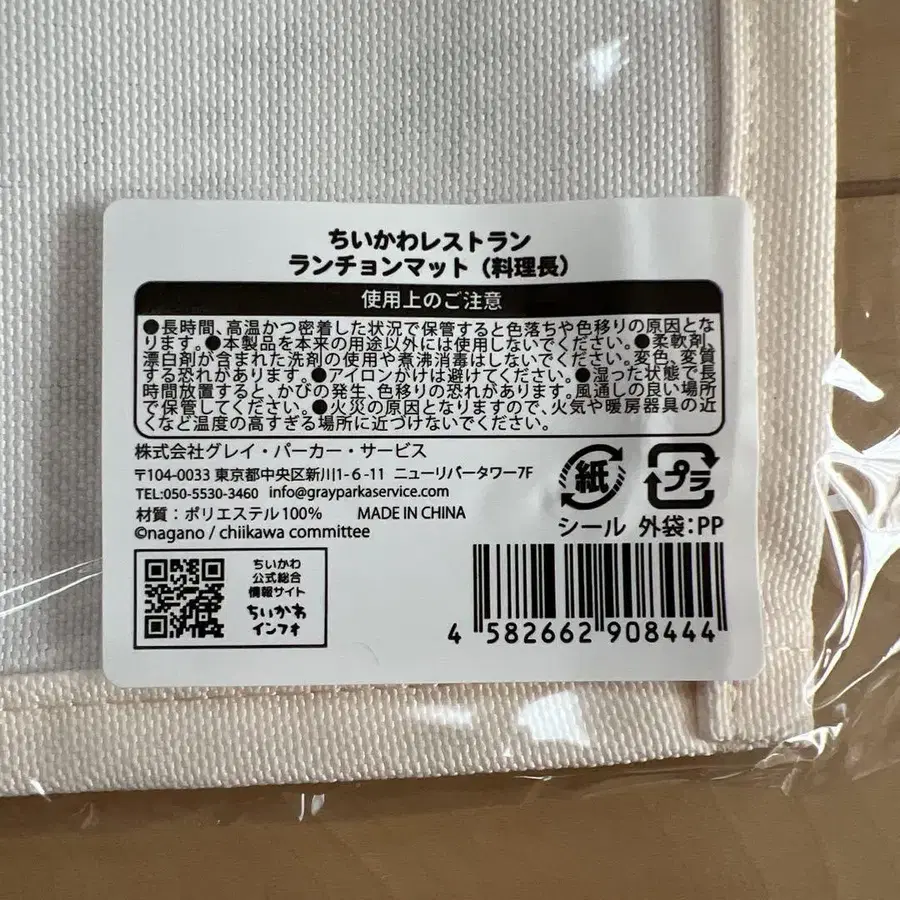 ちいかわレストラン
ランチョンマット（料理長）
使用上のご注意
●長時間、高温かつ密着した状況で保管すると色落ちや色移りの原因とな
ります。●本製品を本来の用途以外には使用しないでください。●柔軟剤、
漂白剤が含まれた洗剤の使用や煮沸消毒はしないでください。変色、変質
する恐れがあります。●アイロンがけは避けてください。●湿った状態で長
時間放置すると、かびの発生、色移りの恐れがあります。風通しの良い場所
で保管してください。●火災の原因となりますので、火気や暖房器具の近
くなど温度の高すぎる場所に近づけないでください。
株式会社グレイ・パーカー・サービス
〒104-0033 東京都中央区新川1-6-11 ニューリバータワー7F
TEL:050-5530-3460 info@grayparkaservice.com
材質：ポリエステル100% MADE IN CHINA
©nagano / chiikawa committee
紙
プラ
シール 外袋：PP
ちいかわ
公式総合
情報サイト
ちいかわ
インフォ
4 582662 908444